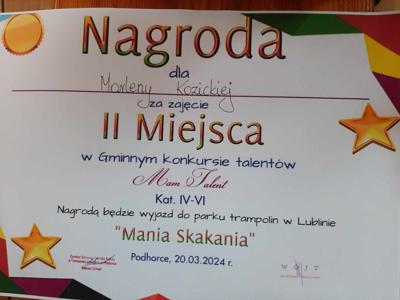 Nagroda
dla
Marleny Kozickiej
za zajęcie
II Miejsca
w Gminnym konkursie talentów
Mam Talent
Kat. IV-VI
Nagrodą będzie wyjazd do parku trampolin w Lublinie
"Mania Skakania"
Podhorce, 20.03.2024 r.
WÓJT